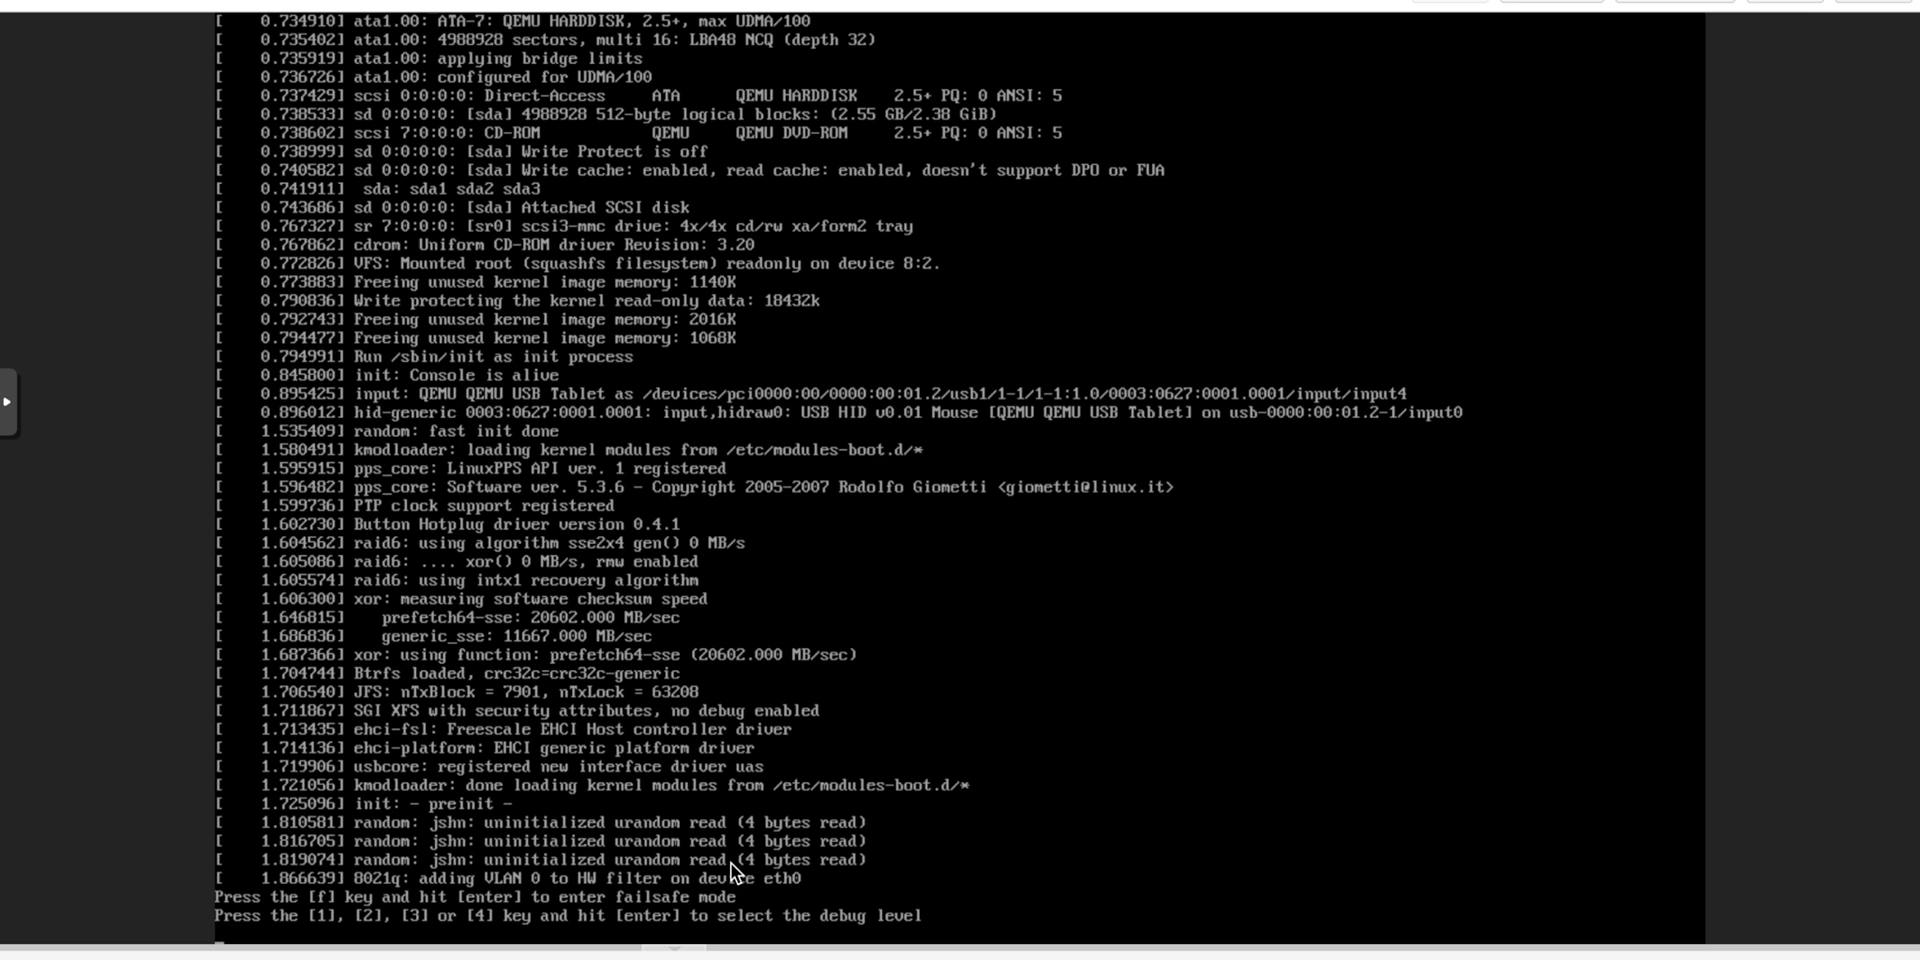 [    0.734910] ata1.00: ATA-7: QEMU HARDDISK, 2.5+, max UDMA/100
[    0.735402] ata1.00: 4988928 sectors, multi 16: LBA48 NCQ (depth 32)
[    0.735919] ata1.00: applying bridge limits
[    0.736726] ata1.00: configured for UDMA/100
[    0.737429] scsi 0:0:0:0: Direct-Access     ATA      QEMU HARDDISK    2.5+ PQ: 0 ANSI: 5
[    0.738533] sd 0:0:0:0: [sda] 4988928 512-byte logical blocks: (2.55 GB/2.38 GiB)
[    0.738602] scsi 7:0:0:0: CD-ROM            QEMU     QEMU DVD-ROM     2.5+ PQ: 0 ANSI: 5
[    0.738999] sd 0:0:0:0: [sda] Write Protect is off
[    0.740582] sd 0:0:0:0: [sda] Write cache: enabled, read cache: enabled, doesn't support DPO or FUA
[    0.741911]  sda: sda1 sda2 sda3
[    0.743686] sd 0:0:0:0: [sda] Attached SCSI disk
[    0.767327] sr 7:0:0:0: [sr0] scsi3-mmc drive: 4x/4x cd/rw xa/form2 tray
[    0.767862] cdrom: Uniform CD-ROM driver Revision: 3.20
[    0.772826] VFS: Mounted root (squashfs filesystem) readonly on device 8:2.
[    0.773883] Freeing unused kernel image memory: 1140K
[    0.790836] Write protecting the kernel read-only data: 18432k
[    0.792743] Freeing unused kernel image memory: 2016K
[    0.794477] Freeing unused kernel image memory: 1068K
[    0.794991] Run /sbin/init as init process
[    0.845800] init: Console is alive
[    0.895425] input: QEMU QEMU USB Tablet as /devices/pci0000:00/0000:00:01.2/usb1/1-1/1-1:1.0/0003:0627:0001.0001/input/input4
[    0.896012] hid-generic 0003:0627:0001.0001: input,hidraw0: USB HID v0.01 Mouse [QEMU QEMU USB Tablet] on usb-0000:00:01.2-1/input0
[    1.535409] random: fast init done
[    1.580491] kmodloader: loading kernel modules from /etc/modules-boot.d/*
[    1.595915] pps_core: LinuxPPS API ver. 1 registered
[    1.596482] pps_core: Software ver. 5.3.6 - Copyright 2005-2007 Rodolfo Giometti <giometti@linux.it>
[    1.599736] PTP clock support registered
[    1.602730] Button Hotplug driver version 0.4.1
[    1.604562] raid6: using algorithm sse2x4 gen() 0 MB/s
[    1.605086] raid6: .... xor() 0 MB/s, rmw enabled
[    1.605574] raid6: using intx1 recovery algorithm
[    1.606300] xor: measuring software checksum speed
[    1.646815]    prefetch64-sse: 20602.000 MB/sec
[    1.686836]    generic_sse: 11667.000 MB/sec
[    1.687366] xor: using function: prefetch64-sse (20602.000 MB/sec)
[    1.704744] Btrfs loaded, crc32c=crc32c-generic
[    1.706540] JFS: nTxBlock = 7901, nTxLock = 63208
[    1.711867] SGI XFS with security attributes, no debug enabled
[    1.713435] ehci-fsl: Freescale EHCI Host controller driver
[    1.714136] ehci-platform: EHCI generic platform driver
[    1.719906] usbcore: registered new interface driver uas
[    1.721056] kmodloader: done loading kernel modules from /etc/modules-boot.d/*
[    1.725096] init: - preinit -
[    1.810581] random: jshn: uninitialized urandom read (4 bytes read)
[    1.816705] random: jshn: uninitialized urandom read (4 bytes read)
[    1.819074] random: jshn: uninitialized urandom read (4 bytes read)
[    1.866639] 8021q: adding VLAN 0 to HW filter on device eth0
Press the [f] key and hit [enter] to enter failsafe mode
Press the [1], [2], [3] or [4] key and hit [enter] to select the debug level